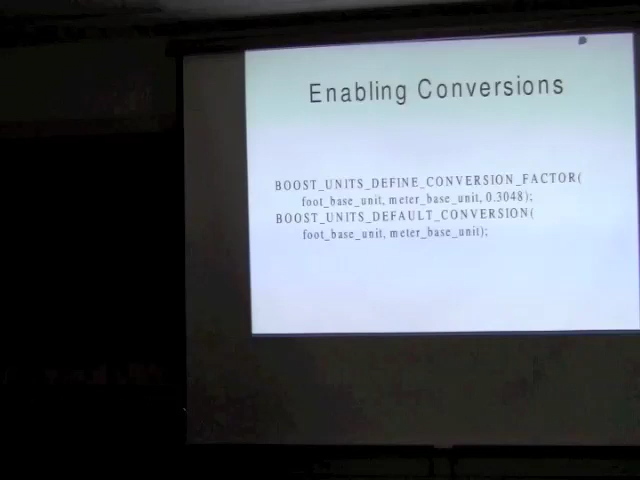 Enabling Conversions
BOOST_UNITS_DEFINE_CONVERSION_FACTOR(
foot_base_unit, meter_base_unit, 0.3048);
BOOST_UNITS_DEFAULT_CONVERSION(
foot_base_unit, meter_base_unit);